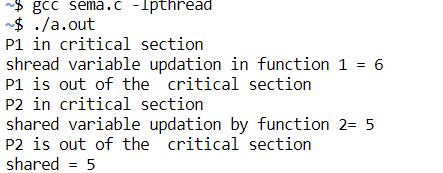 ~$ gcc sema.c -lpthread
~$ ./a.out
P1 in critical section
shread variable updation in function 1 = 6
P1 is out of the  critical section
P2 in critical section
shared variable updation by function 2= 5
P2 is out of the  critical section
shared = 5